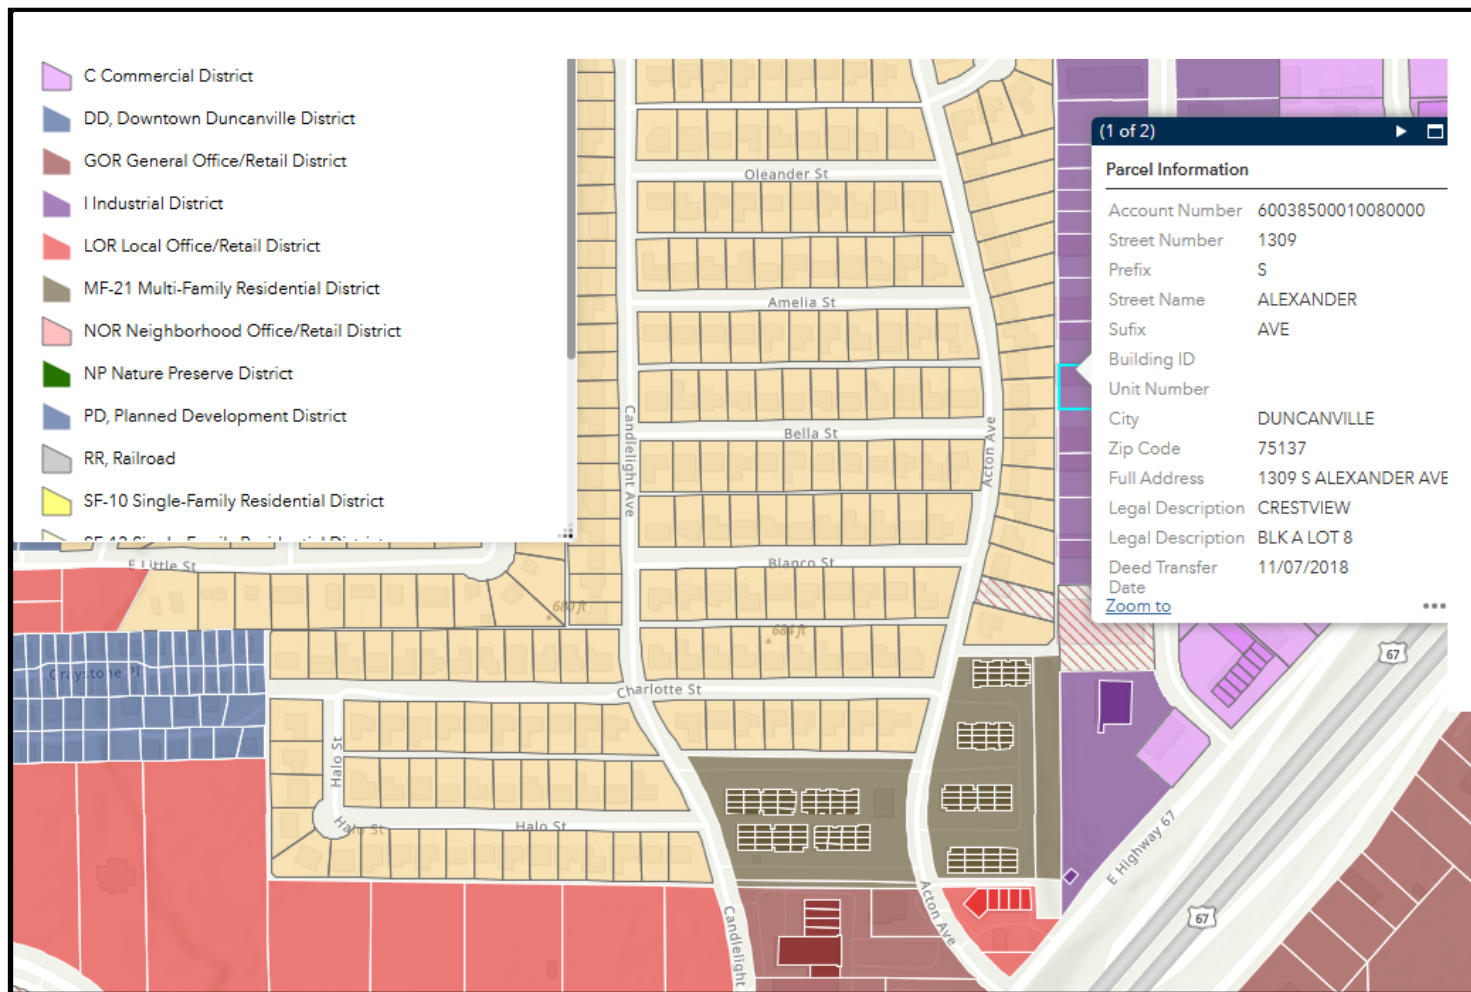 C Commercial District
DD, Downtown Duncanville District
GOR General Office/Retail District
I Industrial District
LOR Local Office/Retail District
MF-21 Multi-Family Residential District
NOR Neighborhood Office/Retail District
NP Nature Preserve District
PD, Planned Development District
RR, Railroad
SF-10 Single-Family Residential District
(1 of 2)
Parcel Information
Account Number 60038500010080000
Street Number 1309
Prefix S
Street Name ALEXANDER
Sufix AVE
Building ID
Unit Number
City DUNCANVILLE
Zip Code 75137
Full Address 1309 S ALEXANDER AVE
Legal Description CRESTVIEW
Legal Description BLK A LOT 8
Deed Transfer Date 11/07/2018
Zoom to
Oleander St
Amelia St
Bella St
Blanco St
Candlelight Ave
Acton Ave
E Little St
680 ft
684 ft
Graystone Pl
Charlotte St
Halo St
Halo St
Halo St
Candlelight
Acton Ave
E Highway 67
67
67